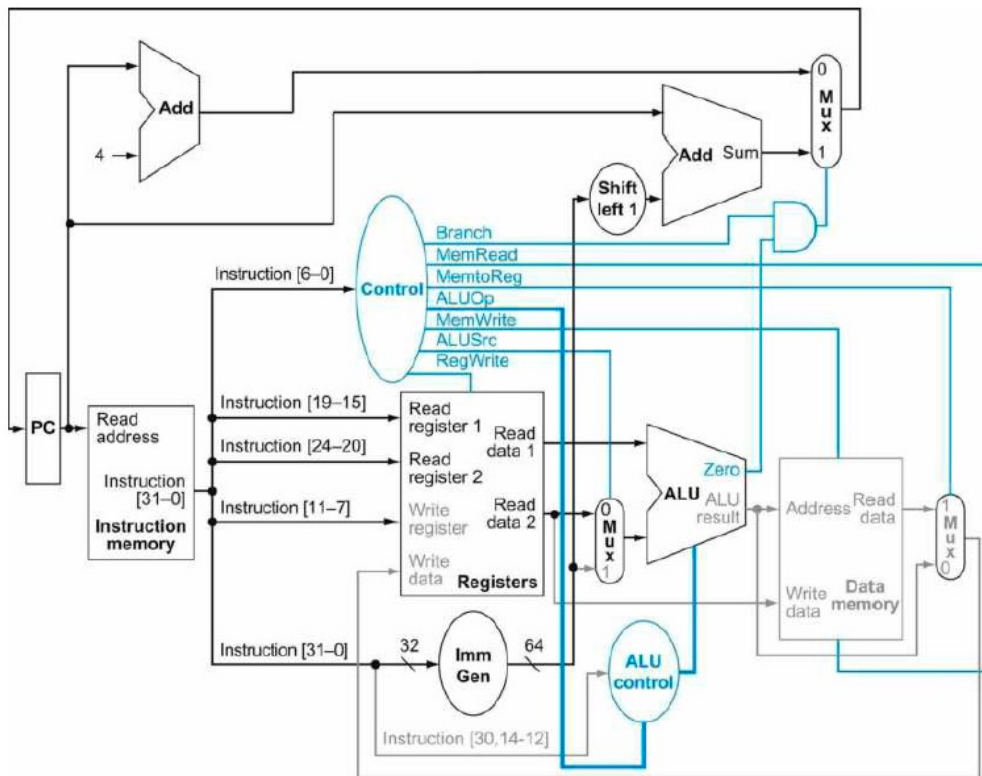 Add
4
Add Sum
0
Mux
1
Shift
left 1
Branch
MemRead
MemtoReg
ALUOp
MemWrite
ALUSrc
RegWrite
Control
Instruction [6–0]
PC
Read
address
Instruction
[31–0]
Instruction
memory
Instruction [19–15]
Instruction [24–20]
Instruction [11–7]
Instruction [31–0]
Read
register 1
Read
register 2
Write
register
Write
data
Read
data 1
Read
data 2
Registers
0
Mux
1
Zero
ALU
ALU
result
Address
Read
data
Write
data
Data
memory
1
Mux
0
32
Imm
Gen
64
ALU
control
Instruction [30,14-12]